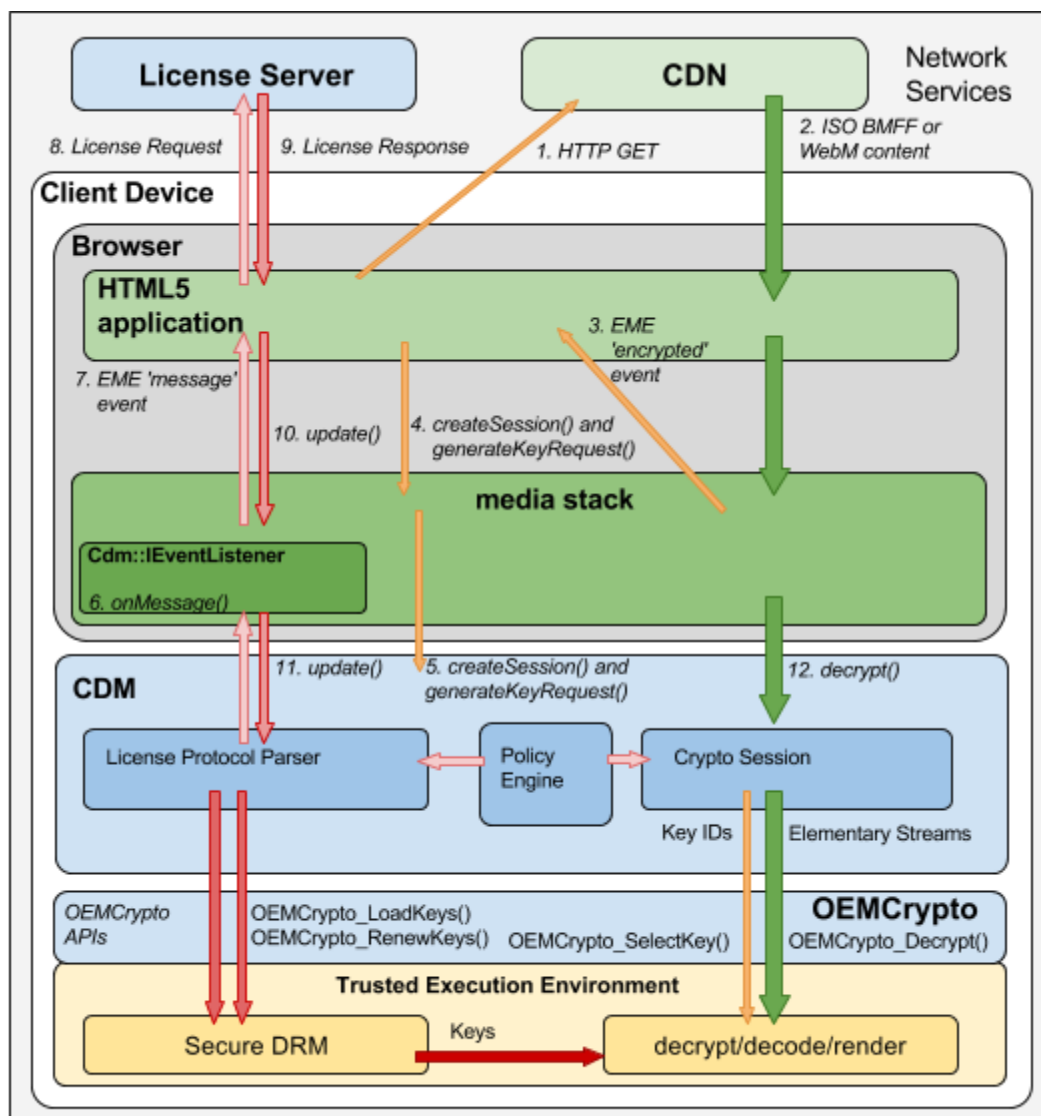 License Server
CDN
Network
Services
8. License Request
9. License Response
1. HTTP GET
2. ISO BMFF or
WebM content
Client Device
Browser
HTML5
application
3. EME
'encrypted'
event
7. EME 'message'
event
10. update()
4. createSession() and
generateKeyRequest()
media stack
Cdm::IEventListener
6. onMessage()
11. update()
5. createSession() and
generateKeyRequest()
12. decrypt()
CDM
License Protocol Parser
Policy
Engine
Crypto Session
Key IDs
Elementary Streams
OEMCrypto
APIs
OEMCrypto_LoadKeys()
OEMCrypto_RenewKeys()
OEMCrypto_SelectKey()
OEMCrypto
OEMCrypto_Decrypt()
Trusted Execution Environment
Secure DRM
Keys
decrypt/decode/render